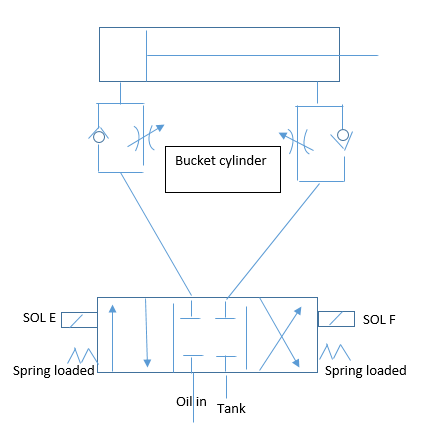 Bucket cylinder
SOL E
SOL F
Spring loaded
Spring loaded
Oil in
Tank